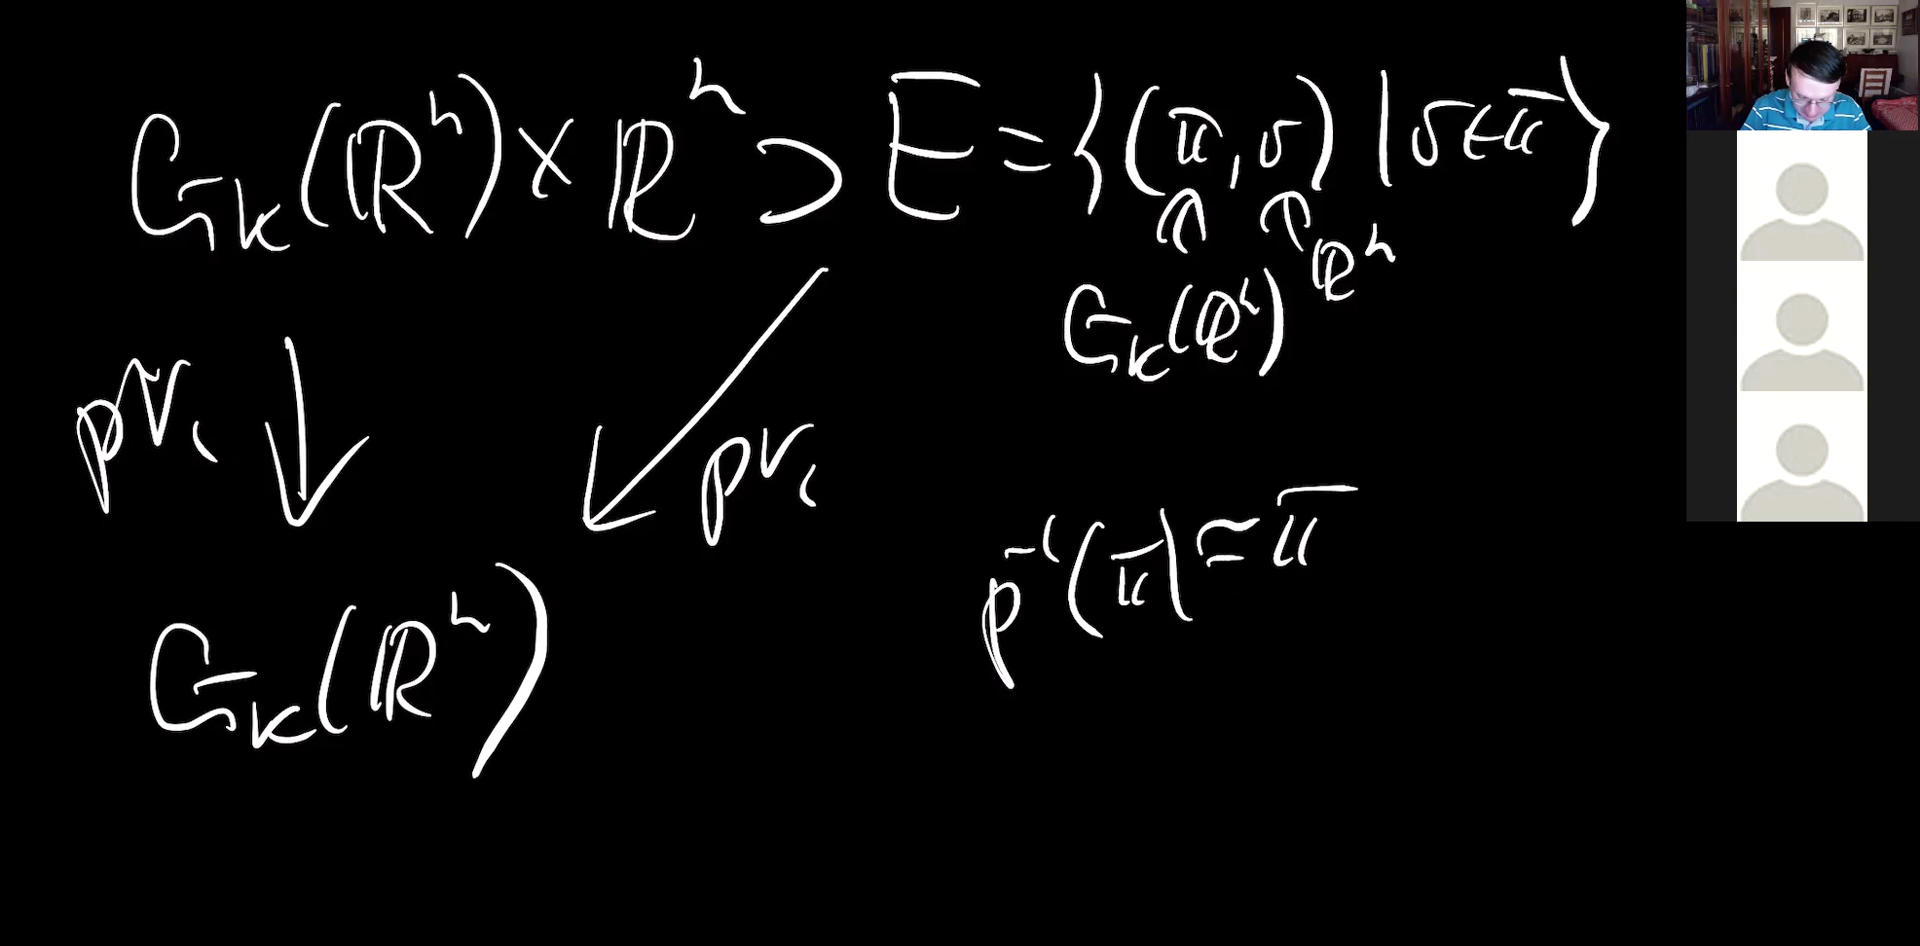 G_k(ℝ^n) × ℝ^n ⊃ E = {(π, v) | v ∈ π}
G_k(ℝ^n) ℝ^n
pr_1 pr_1
p^{-1}(π) ≃ π
G_k(ℝ^n)